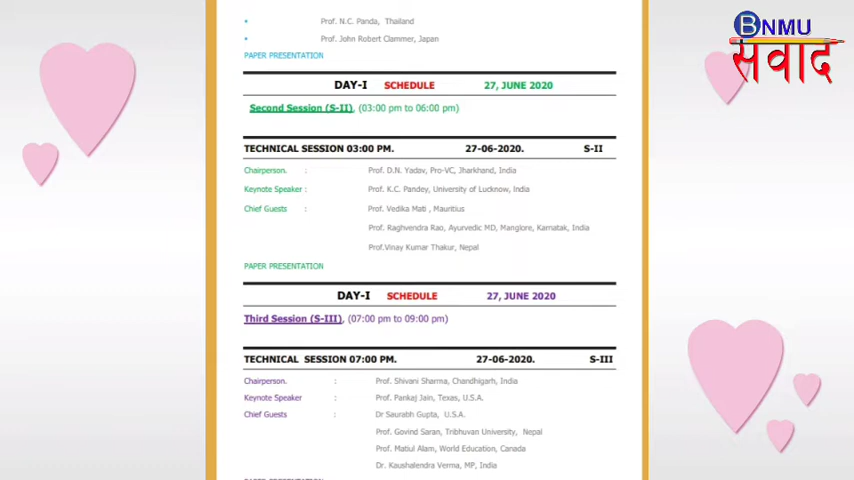 Prof. N.C. Panda, Thailand
Prof. John Robert Clammer, Japan
PAPER PRESENTATION
DAY-I SCHEDULE 27, JUNE 2020
Second Session (S-II), (03:00 pm to 06:00 pm)
TECHNICAL SESSION 03:00 PM. 27-06-2020. S-II
Chairperson. : Prof. D.N. Yadav, Pro-VC, Jharkhand, India
Keynote Speaker : Prof. K.C. Pandey, University of Lucknow, India
Chief Guests : Prof. Vedika Mati , Mauritius
Prof. Raghvendra Rao, Ayurvedic MD, Manglore, Karnatak, India
Prof.Vinay Kumar Thakur, Nepal
PAPER PRESENTATION
DAY-I SCHEDULE 27, JUNE 2020
Third Session (S-III), (07:00 pm to 09:00 pm)
TECHNICAL SESSION 07:00 PM. 27-06-2020. S-III
Chairperson. : Prof. Shivani Sharma, Chandhigarh, India
Keynote Speaker : Prof. Pankaj Jain, Texas, U.S.A.
Chief Guests : Dr Saurabh Gupta, U.S.A.
Prof. Govind Saran, Tribhuvan University, Nepal
Prof. Matiul Alam, World Education, Canada
Dr. Kaushalendra Verma, MP, India
BNMU
संवाद